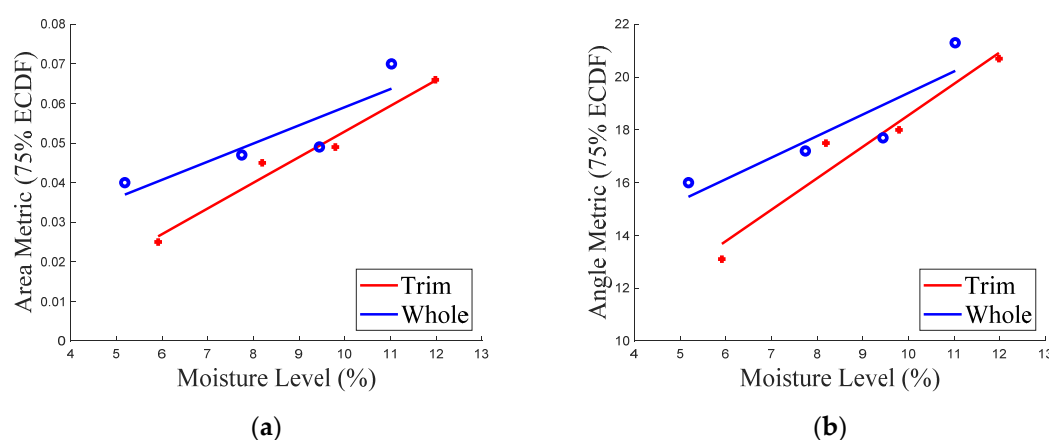 Area Metric (75% ECDF)
0.08
0.07
0.06
0.05
0.04
0.03
0.02
0.01
0
4 5 6 7 8 9 10 11 12 13
Moisture Level (%)
Trim
Whole
(a)
Angle Metric (75% ECDF)
22
20
18
16
14
12
10
4 5 6 7 8 9 10 11 12 13
Moisture Level (%)
Trim
Whole
(b)